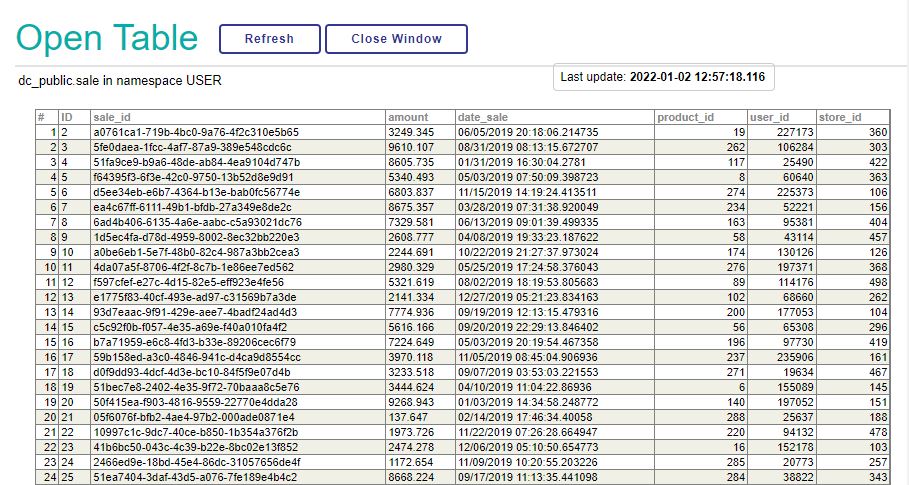 Open Table Refresh Close Window
dc_public.sale in namespace USER
Last update: 2022-01-02 12:57:18.116
# ID sale_id amount date_sale product_id user_id store_id
1 2 a0761ca1-719b-4bc0-9a76-4f2c310e5b65 3249.345 06/05/2019 20:18:06.214735 19 227173 360
2 3 5fe0daea-1fcc-4af7-87a9-389e548cdc6c 9610.107 08/31/2019 08:13:15.672707 262 106284 303
3 4 51fa9ce9-b9a6-48de-ab84-4ea9104d747b 8605.735 01/31/2019 16:30:04.2781 117 25490 422
4 5 f64395f3-6f3e-42c0-9750-13b52d8e9d91 5340.493 05/22/2019 07:50:09.398723 8 60640 363
5 6 d5ee34eb-e6b7-4364-b13e-bab0fc56774e 6803.837 11/15/2019 14:19:24.413511 274 225373 106
6 7 ea4c67ff-6111-49b1-bfdb-27a349e8de2c 8675.357 03/28/2019 07:31:38.920049 234 52221 156
7 8 6ad4b406-6135-4a6e-aabc-c5a93021dc76 7329.581 06/13/2019 09:01:39.499335 163 95381 404
8 9 1d5ec4fa-d78d-4959-8002-8ec32bb220e3 2608.777 04/08/2019 19:33:23.187622 58 43114 457
9 10 a0be6eb1-5e7f-48b0-82c4-987a3bb2cea3 2244.691 10/22/2019 21:27:37.973024 174 130126 126
10 11 4da07a5f-8706-4f2f-8c7b-1e86ee7ed562 2980.329 05/25/2019 17:24:58.376043 276 197371 368
11 12 f597cfef-e27c-4d15-82e5-eff923e4fe56 5321.619 08/02/2019 18:19:53.805683 89 114176 498
12 13 e1775f83-40cf-493e-ad97-c31569b7a3de 2141.334 12/27/2019 05:21:23.834163 102 68660 262
13 14 93d7eaac-9f91-429e-aee7-4badf24ad4d3 7774.936 09/19/2019 12:13:15.479316 200 177053 104
14 15 c5c92f0b-f057-4e35-a69e-f40a010fa4f2 5616.166 09/20/2019 22:29:13.846402 56 65308 296
15 16 b7a71959-e6c8-4fd3-b33e-89206cec6f79 7224.649 05/03/2019 20:19:54.467358 196 97730 419
16 17 59b158ed-a3c0-4846-941c-d4ca9d8554cc 3970.118 11/05/2019 08:45:04.906936 237 235906 161
17 18 d0f9dd93-4dcf-4d3e-bc10-84f5f9e07d4b 3233.518 09/07/2019 03:53:03.221553 271 19634 467
18 19 51bec7e8-2402-4e35-9f72-70baaa8c5e76 3444.624 04/10/2019 11:04:22.86936 6 155089 145
19 20 50f415ea-f903-4816-9559-22770e4dda28 9268.943 01/03/2019 14:34:58.248772 140 197052 151
20 21 05f6076f-bfb2-4ae4-97b2-000ade0871e4 137.647 02/14/2019 17:46:34.40058 288 25637 188
21 22 10997c1c-9dc7-40ce-b850-1b354a376f2b 1973.726 11/22/2019 07:26:28.664947 220 94132 478
22 23 41b6bc50-043c-4c39-b22e-8bc02e13f852 2474.278 12/06/2019 05:10:50.654773 16 152178 103
23 24 2466ed9e-18bd-45e4-86dc-31057656de4f 1172.654 11/09/2019 10:20:55.203226 285 20773 257
24 25 51ea7404-3daf-43d5-a076-7fe189e4b4c2 8668.224 09/17/2019 11:13:35.441098 284 38822 343